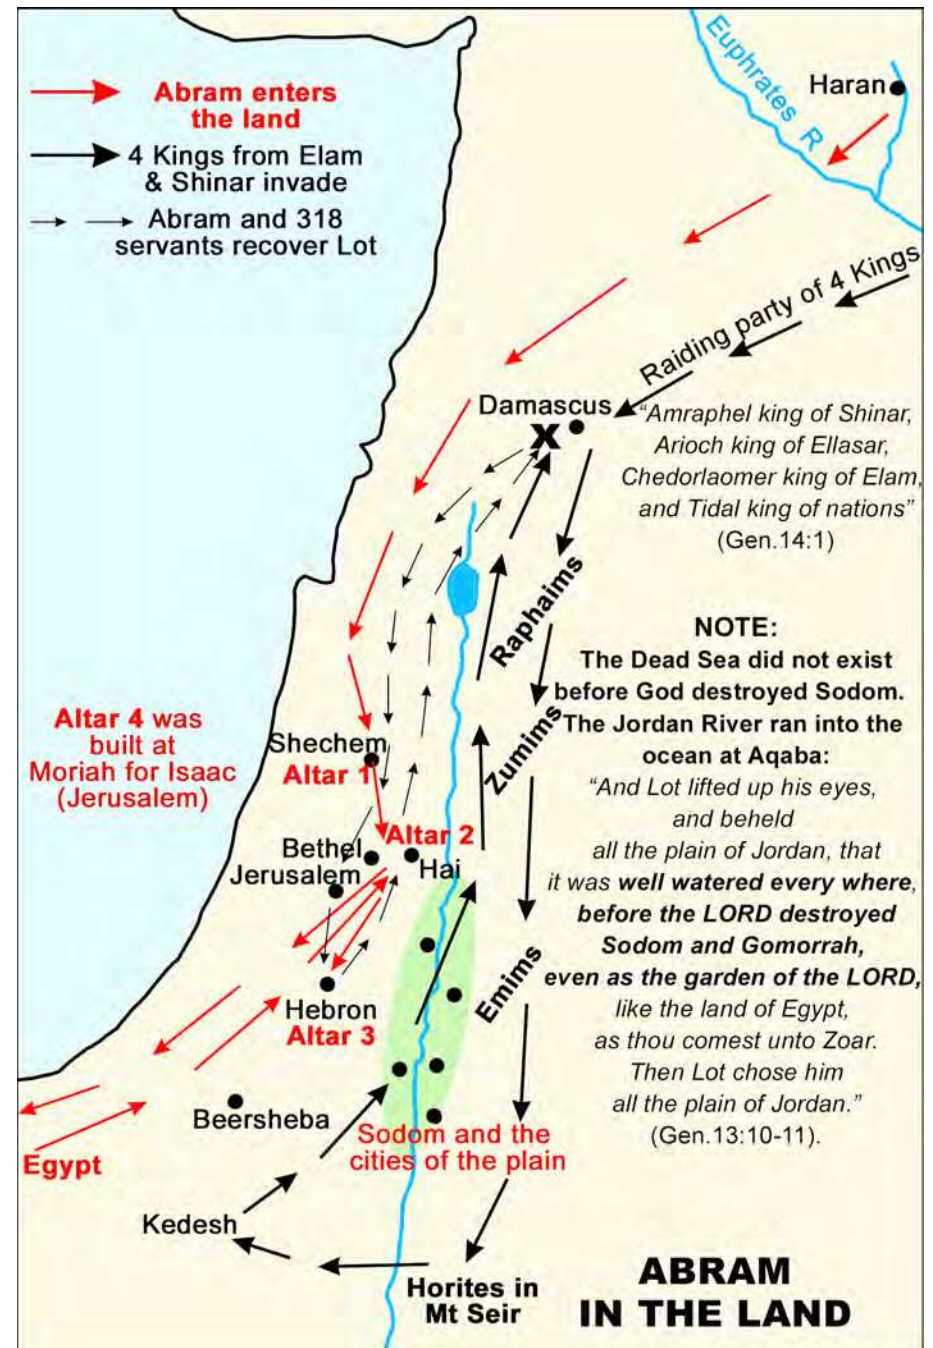 Euphrates R
Haran
Abram enters
the land
4 Kings from Elam
& Shinar invade
Abram and 318
servants recover Lot
Raiding party of 4 Kings
Damascus
X
“Amraphel king of Shinar,
Arioch king of Ellasar,
Chedorlaomer king of Elam,
and Tidal king of nations”
(Gen.14:1)
Raphaims
NOTE:
The Dead Sea did not exist
before God destroyed Sodom.
The Jordan River ran into the
ocean at Aqaba:
“And Lot lifted up his eyes,
and beheld
all the plain of Jordan, that
it was well watered every where,
before the LORD destroyed
Sodom and Gomorrah,
even as the garden of the LORD,
like the land of Egypt,
as thou comest unto Zoar.
Then Lot chose him
all the plain of Jordan.”
(Gen.13:10-11).
Zumims
Altar 4 was
built at
Moriah for Isaac
(Jerusalem)
Shechem
Altar 1
Altar 2
Bethel
Hai
Jerusalem
Emims
Hebron
Altar 3
Beersheba
Sodom and the
cities of the plain
Egypt
Kedesh
Horites in
Mt Seir
ABRAM
IN THE LAND